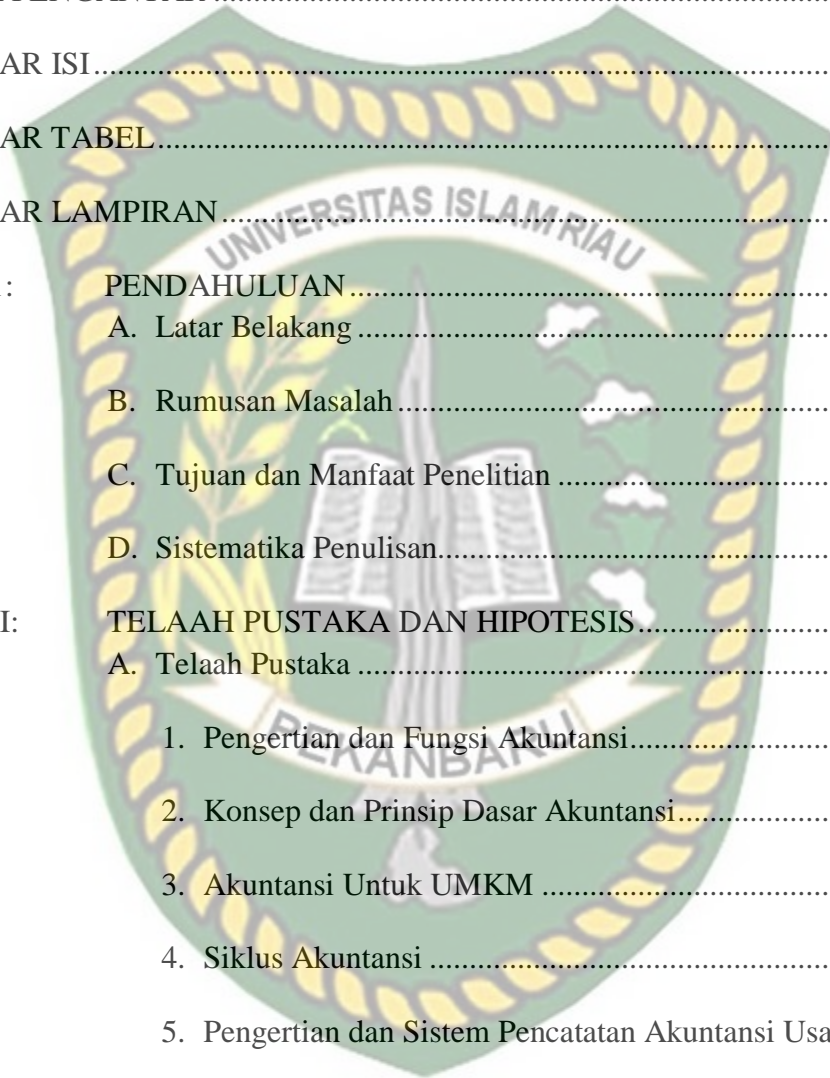 AR ISI..........
AR TABEL..........
AR LAMPIRAN..........
UNIVERSITAS ISLAM RIAU
: PENDAHULUAN..........
A. Latar Belakang..........
B. Rumusan Masalah..........
C. Tujuan dan Manfaat Penelitian..........
D. Sistematika Penulisan..........
I: TELAAH PUSTAKA DAN HIPOTESIS..........
A. Telaah Pustaka..........
1. Pengertian dan Fungsi Akuntansi..........
PEKANBARU
2. Konsep dan Prinsip Dasar Akuntansi..........
3. Akuntansi Untuk UMKM..........
4. Siklus Akuntansi..........
5. Pengertian dan Sistem Pencatatan Akuntansi Usa